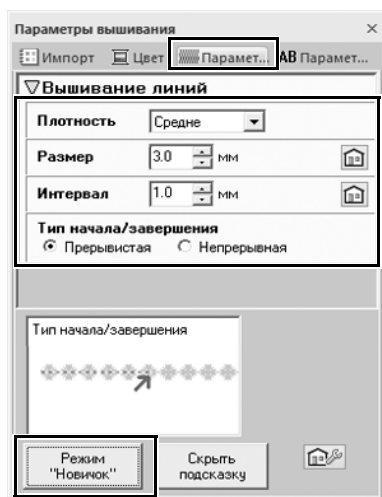 Параметры вышивания
Импорт Цвет Парамет... AB Парамет...
Вышивание линий
Плотность Средне
Размер 3.0 мм
Интервал 1.0 мм
Тип начала/завершения
Прерывистая Непрерывная
Тип начала/завершения
Режим "Новичок"
Скрыть подсказку